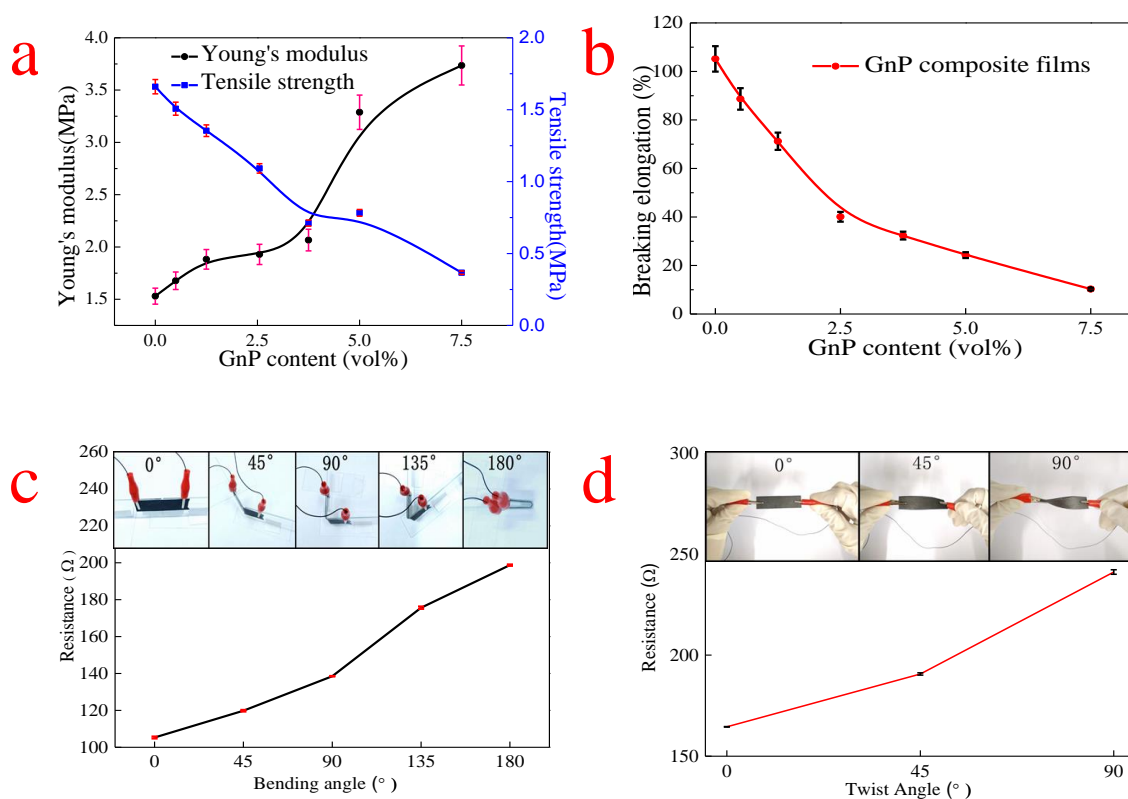 a
4.0
3.5
3.0
2.5
2.0
1.5
Young's modulus(MPa)
Young's modulus
Tensile strength
2.0
1.5
1.0
0.5
0.0
Tensile strength(MPa)
0.0 2.5 5.0 7.5
GnP content (vol%)
b
120
100
80
60
40
20
0
Breaking elongation (%)
GnP composite films
0.0 2.5 5.0 7.5
GnP content (vol%)
c
260
240
220
200
180
160
140
120
100
Resistance (Ω)
0° 45° 90° 135° 180°
0 45 90 135 180
Bending angle (°)
d
300
250
200
150
Resistance (Ω)
0° 45° 90°
0 45 90
Twist Angle (°)